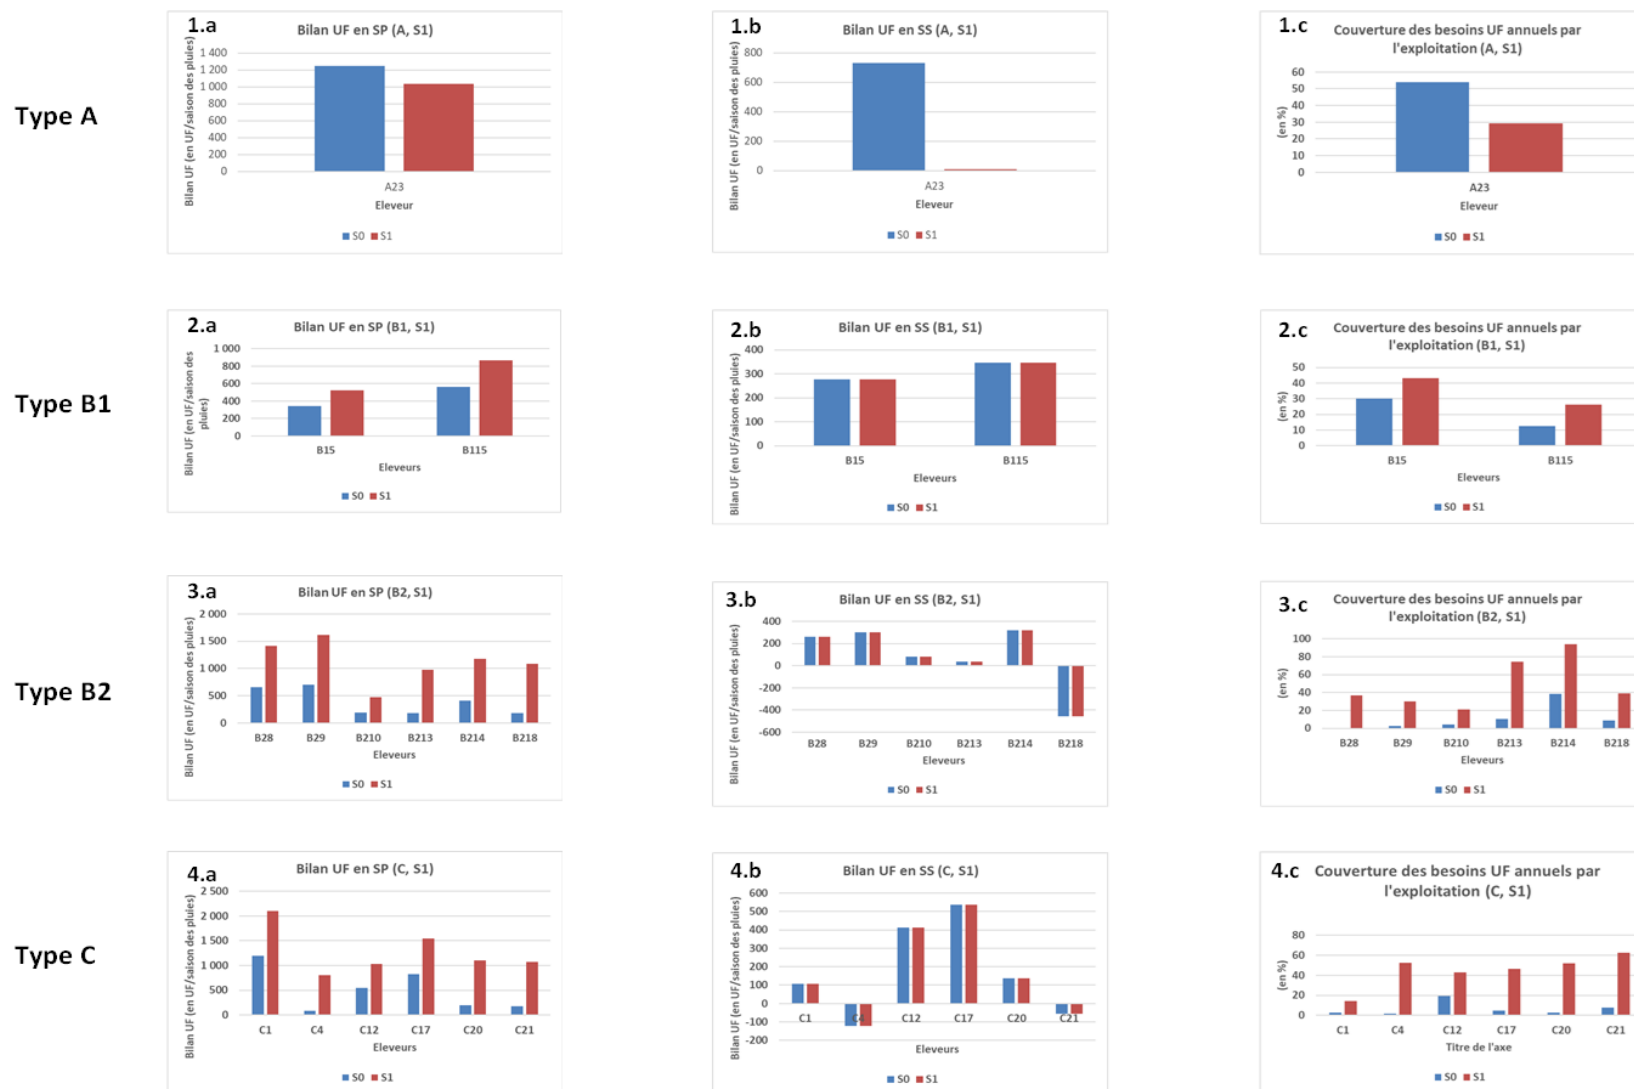 Type A
1.a
Bilan UF en SP (A, S1)
Bilan UF (en UF/saison des pluies)
1 400
1 200
1 000
800
600
400
200
0
A23
Eleveur
S0 S1
1.b
Bilan UF en SS (A, S1)
Bilan UF (en UF/saison des pluies)
800
600
400
200
0
A23
Eleveur
S0 S1
1.c
Couverture des besoins UF annuels par
l'exploitation (A, S1)
(en %)
60
50
40
30
20
10
0
A23
Eleveur
S0 S1
Type B1
2.a
Bilan UF en SP (B1, S1)
Bilan UF (en UF/saison des
pluies)
1 000
800
600
400
200
0
B15 B115
Eleveurs
S0 S1
2.b
Bilan UF en SS (B1, S1)
Bilan UF (en UF/saison des pluies)
400
300
200
100
0
B15 B115
Eleveurs
S0 S1
2.c
Couverture des besoins UF annuels par
l'exploitation (B1, S1)
(en %)
50
40
30
20
10
0
B15 B115
Eleveurs
S0 S1
Type B2
3.a
Bilan UF en SP (B2, S1)
Bilan UF (en UF/saison des pluies)
2 000
1 500
1 000
500
0
B28 B29 B210 B213 B214 B218
Eleveurs
S0 S1
3.b
Bilan UF en SS (B2, S1)
Bilan UF (en UF/saison des pluies)
400
200
0
-200
-400
-600
B28 B29 B210 B213 B214 B218
Eleveurs
S0 S1
3.c
Couverture des besoins UF annuels par
l'exploitation (B2, S1)
(en %)
100
80
60
40
20
0
B28 B29 B210 B213 B214 B218
Eleveurs
S0 S1
Type C
4.a
Bilan UF en SP (C, S1)
Bilan UF (en UF/saison des pluies)
2 500
2 000
1 500
1 000
500
0
C1 C4 C12 C17 C20 C21
Eleveurs
S0 S1
4.b
Bilan UF en SS (C, S1)
Bilan UF (en UF/saison des pluies)
600
500
400
300
200
100
0
-100
-200
C1 C4 C12 C17 C20 C21
Eleveurs
S0 S1
4.c
Couverture des besoins UF annuels par
l'exploitation (C, S1)
(en %)
80
60
40
20
0
C1 C4 C12 C17 C20 C21
Titre de l'axe
S0 S1